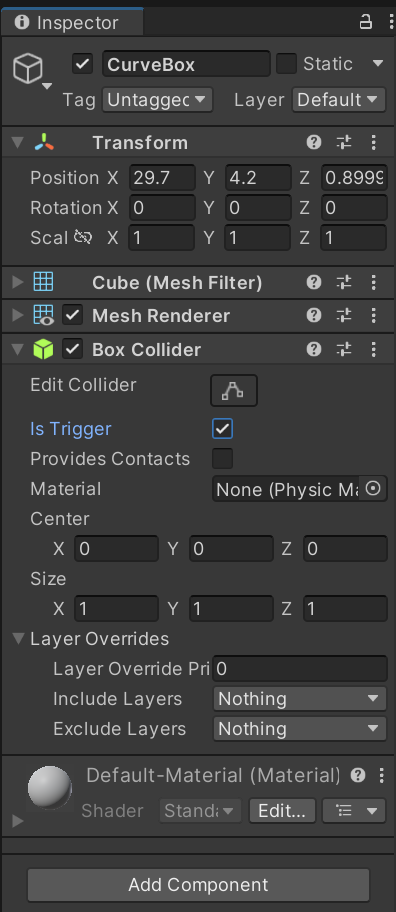 Inspector
CurveBox Static
Tag Untagged Layer Default
Transform
Position X 29.7 Y 4.2 Z 0.8999
Rotation X 0 Y 0 Z 0
Scal X 1 Y 1 Z 1
Cube (Mesh Filter)
Mesh Renderer
Box Collider
Edit Collider
Is Trigger
Provides Contacts
Material None (Physic Ma
Center
X 0 Y 0 Z 0
Size
X 1 Y 1 Z 1
Layer Overrides
Layer Override Pri 0
Include Layers Nothing
Exclude Layers Nothing
Default-Material (Material)
Shader Standa Edit...
Add Component